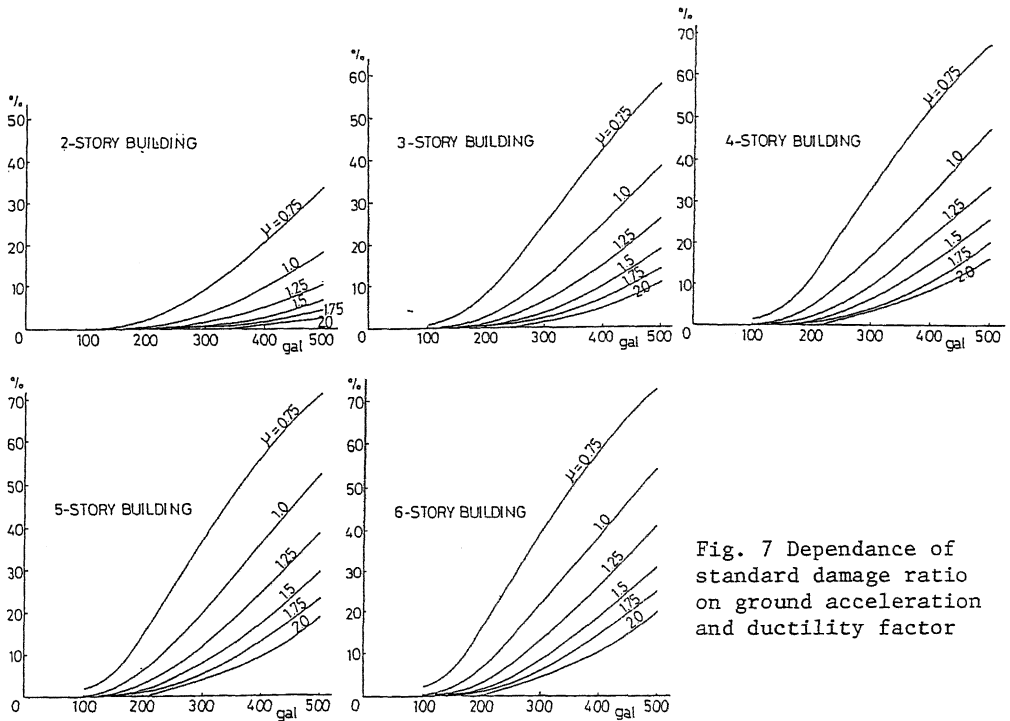 %
50
40
30
20
10
0
2-STORY BUILDING
μ=0.75
1.0
1.25
1.5
1.75
2.0
100 200 300 400 500
gal
%
60
50
40
30
20
10
0
3-STORY BUILDING
μ=0.75
1.0
1.25
1.5
1.75
2.0
100 200 300 400 500
gal
%
70
60
50
40
30
20
10
0
4-STORY BUILDING
μ=0.75
1.0
1.25
1.5
1.75
2.0
100 200 300 400 500
gal
%
70
60
50
40
30
20
10
0
5-STORY BUILDING
μ=0.75
1.0
1.25
1.5
1.75
2.0
100 200 300 400 500
gal
%
70
60
50
40
30
20
10
0
6-STORY BUILDING
μ=0.75
1.0
1.25
1.5
1.75
2.0
100 200 300 400 500
gal
Fig. 7 Dependance of
standard damage ratio
on ground acceleration
and ductility factor